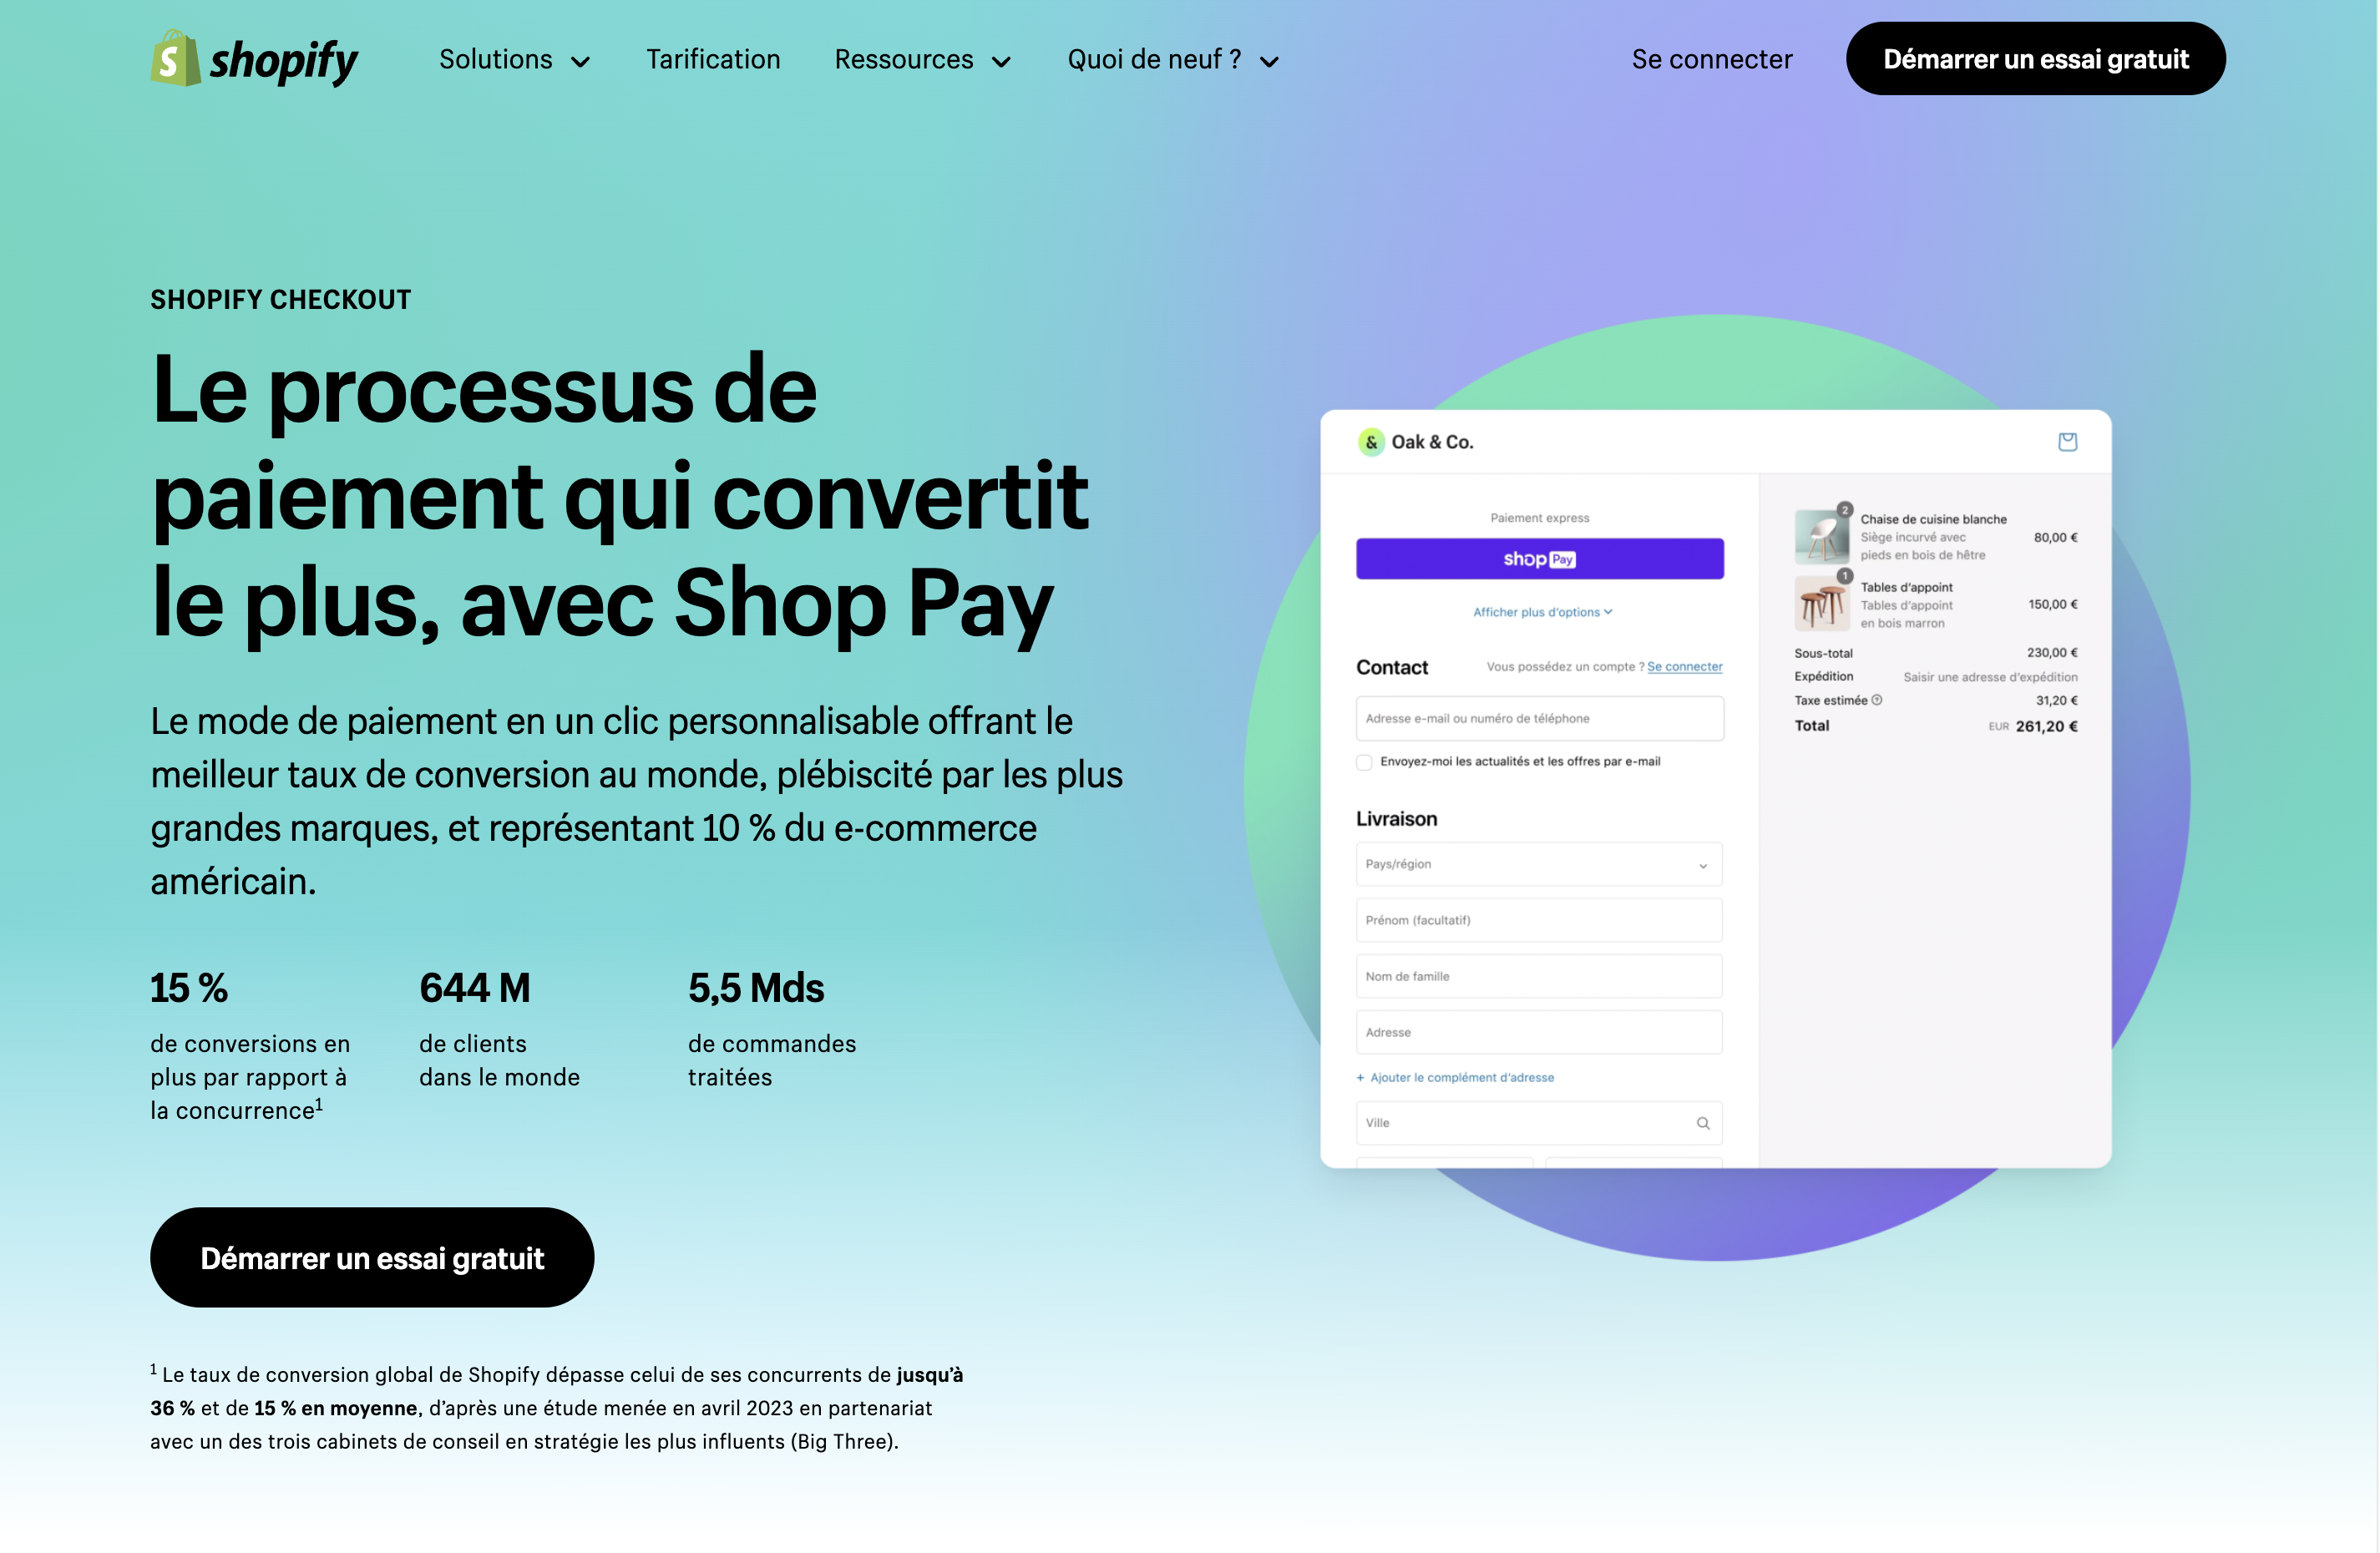 shopify
Solutions
Tarification
Ressources
Quoi de neuf ?
Se connecter
Démarrer un essai gratuit
SHOPIFY CHECKOUT
Le processus de
paiement qui convertit
le plus, avec Shop Pay
Le mode de paiement en un clic personnalisable offrant le
meilleur taux de conversion au monde, plébiscité par les plus
grandes marques, et représentant 10 % du e-commerce
américain.
15 %
de conversions en
plus par rapport à
la concurrence¹
644 M
de clients
dans le monde
5,5 Mds
de commandes
traitées
Démarrer un essai gratuit
¹ Le taux de conversion global de Shopify dépasse celui de ses concurrents de jusqu’à
36 % et de 15 % en moyenne, d’après une étude menée en avril 2023 en partenariat
avec un des trois cabinets de conseil en stratégie les plus influents (Big Three).
& Oak & Co.
Paiement express
shop Pay
Afficher plus d’options
Contact
Vous possédez un compte ? Se connecter
Adresse e-mail ou numéro de téléphone
Envoyez-moi les actualités et les offres par e-mail
Livraison
Pays/région
Prénom (facultatif)
Nom de famille
Adresse
+ Ajouter le complément d’adresse
Ville
2
Chaise de cuisine blanche
Siège incurvé avec
pieds en bois de hêtre
80,00 €
1
Tables d’appoint
Tables d’appoint
en bois marron
150,00 €
Sous-total 230,00 €
Expédition Saisir une adresse d’expédition
Taxe estimée 31,20 €
Total EUR 261,20 €